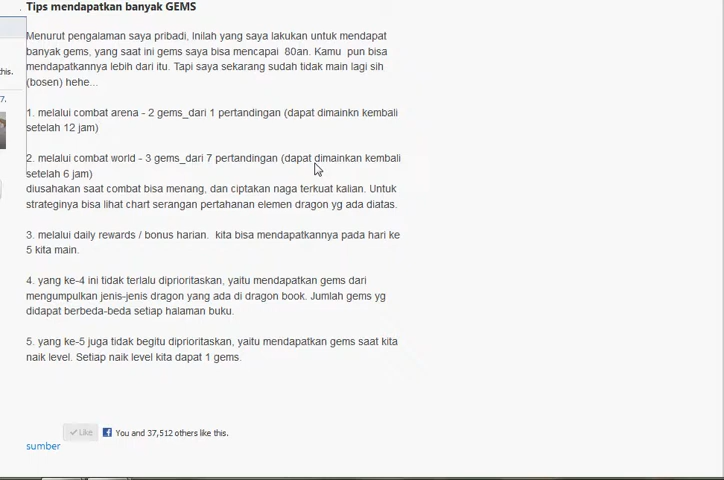 Tips mendapatkan banyak GEMS
Menurut pengalaman saya pribadi, Inilah yang saya lakukan untuk mendapat
banyak gems, yang saat ini gems saya bisa mencapai 80an. Kamu pun bisa
mendapatkannya lebih dari itu. Tapi saya sekarang sudah tidak main lagi sih
his.
(bosen) hehe...
7.
1. melalui combat arena - 2 gems_dari 1 pertandingan (dapat dimainkn kembali
setelah 12 jam)
2. melalui combat world - 3 gems_dari 7 pertandingan (dapat dimainkan kembali
setelah 6 jam)
diusahakan saat combat bisa menang, dan ciptakan naga terkuat kalian. Untuk
strateginya bisa lihat chart serangan pertahanan elemen dragon yg ada diatas.
3. melalui daily rewards / bonus harian. kita bisa mendapatkannya pada hari ke
5 kita main.
4. yang ke-4 ini tidak terlalu diprioritaskan, yaitu mendapatkan gems dari
mengumpulkan jenis-jenis dragon yang ada di dragon book. Jumlah gems yg
didapat berbeda-beda setiap halaman buku.
5. yang ke-5 juga tidak begitu diprioritaskan, yaitu mendapatkan gems saat kita
naik level. Setiap naik level kita dapat 1 gems.
Like You and 37,512 others like this.
sumber